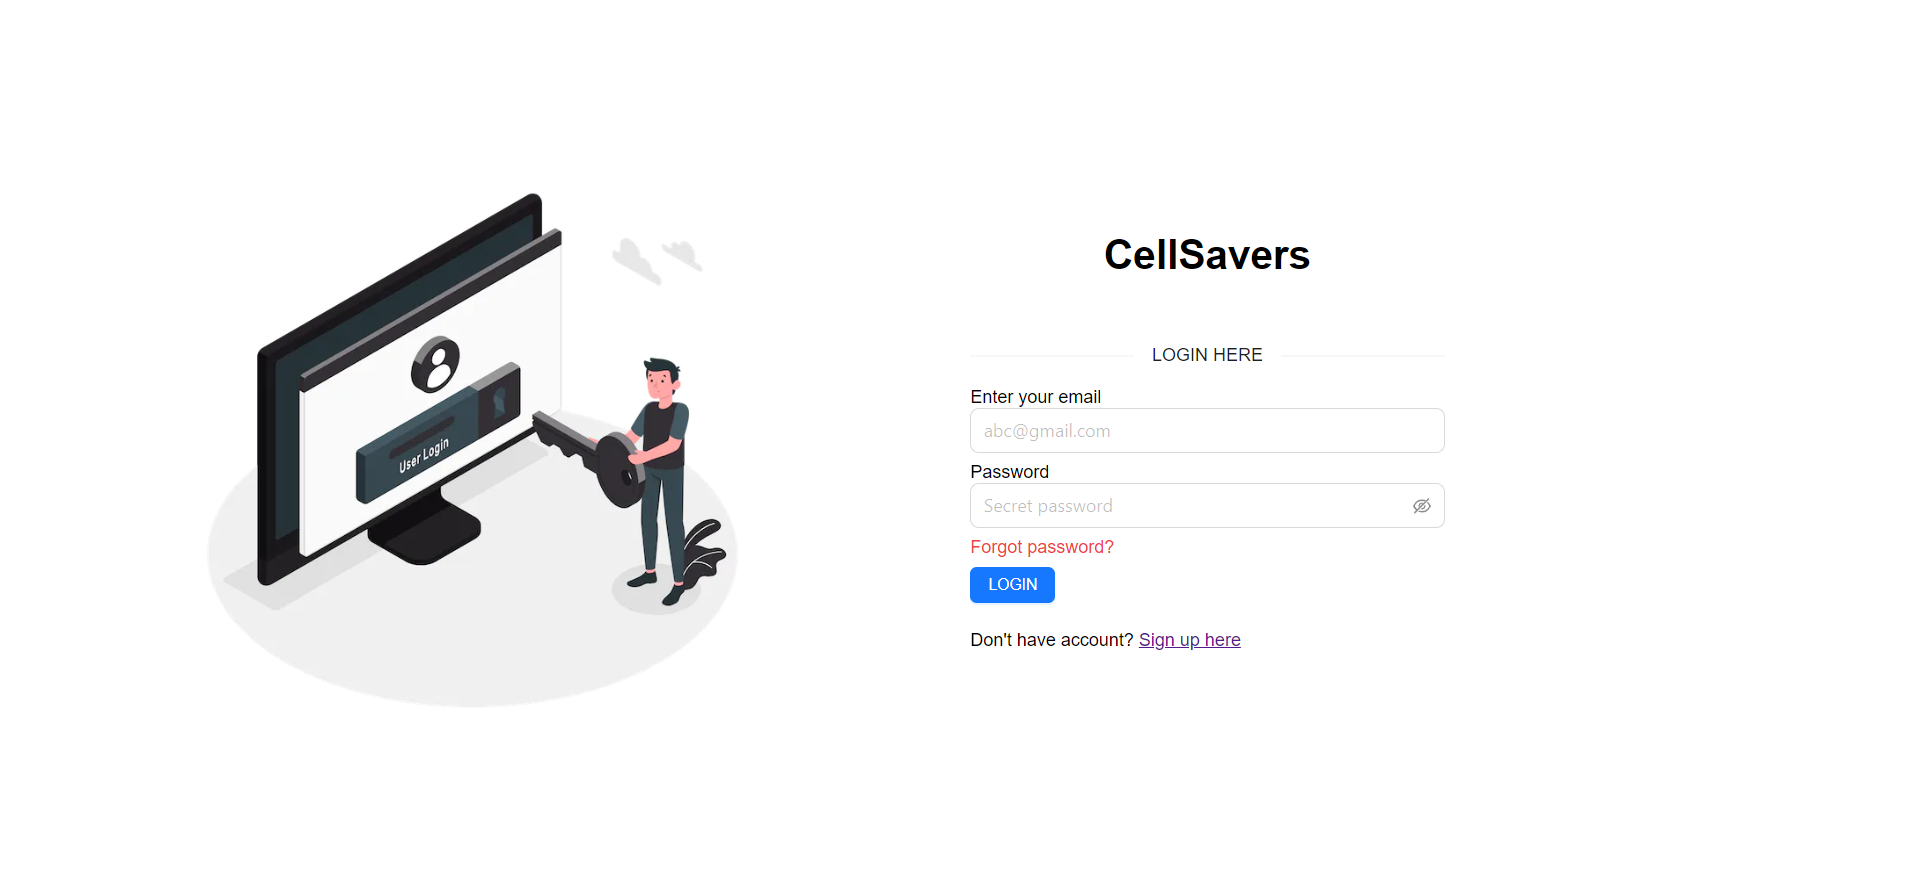 User Login
CellSavers
LOGIN HERE
Enter your email
abc@gmail.com
Password
Secret password
Forgot password?
LOGIN
Don't have account? Sign up here